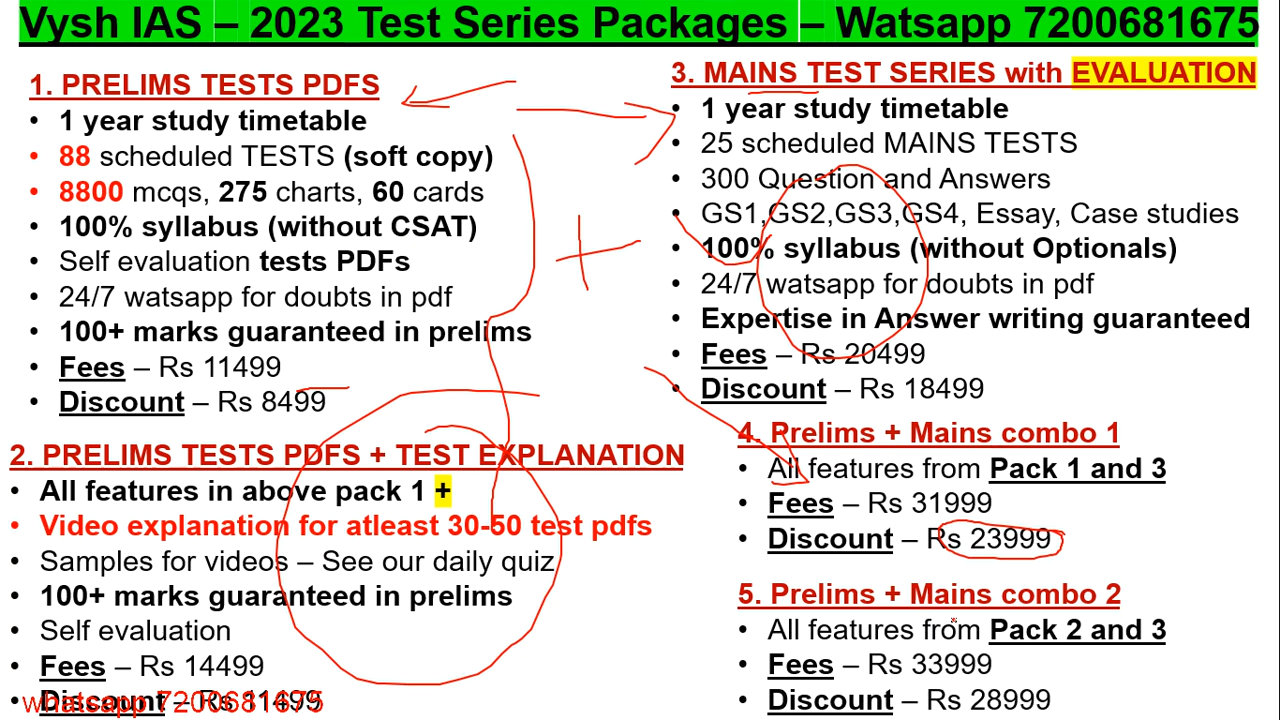 Vysh IAS – 2023 Test Series Packages – Watsapp 7200681675
1. PRELIMS TESTS PDFS
• 1 year study timetable
• 88 scheduled TESTS (soft copy)
• 8800 mcqs, 275 charts, 60 cards
• 100% syllabus (without CSAT)
• Self evaluation tests PDFs
• 24/7 watsapp for doubts in pdf
• 100+ marks guaranteed in prelims
• Fees – Rs 11499
• Discount – Rs 8499
2. PRELIMS TESTS PDFS + TEST EXPLANATION
• All features in above pack 1 +
• Video explanation for atleast 30-50 test pdfs
• Samples for videos – See our daily quiz
• 100+ marks guaranteed in prelims
• Self evaluation
• Fees – Rs 14499
• Discount – Rs 11499
whatsapp 7200681675
3. MAINS TEST SERIES with EVALUATION
• 1 year study timetable
• 25 scheduled MAINS TESTS
• 300 Question and Answers
• GS1,GS2,GS3,GS4, Essay, Case studies
• 100% syllabus (without Optionals)
• 24/7 watsapp for doubts in pdf
• Expertise in Answer writing guaranteed
• Fees – Rs 20499
• Discount – Rs 18499
4. Prelims + Mains combo 1
• All features from Pack 1 and 3
• Fees – Rs 31999
• Discount – Rs 23999
5. Prelims + Mains combo 2
• All features from Pack 2 and 3
• Fees – Rs 33999
• Discount – Rs 28999